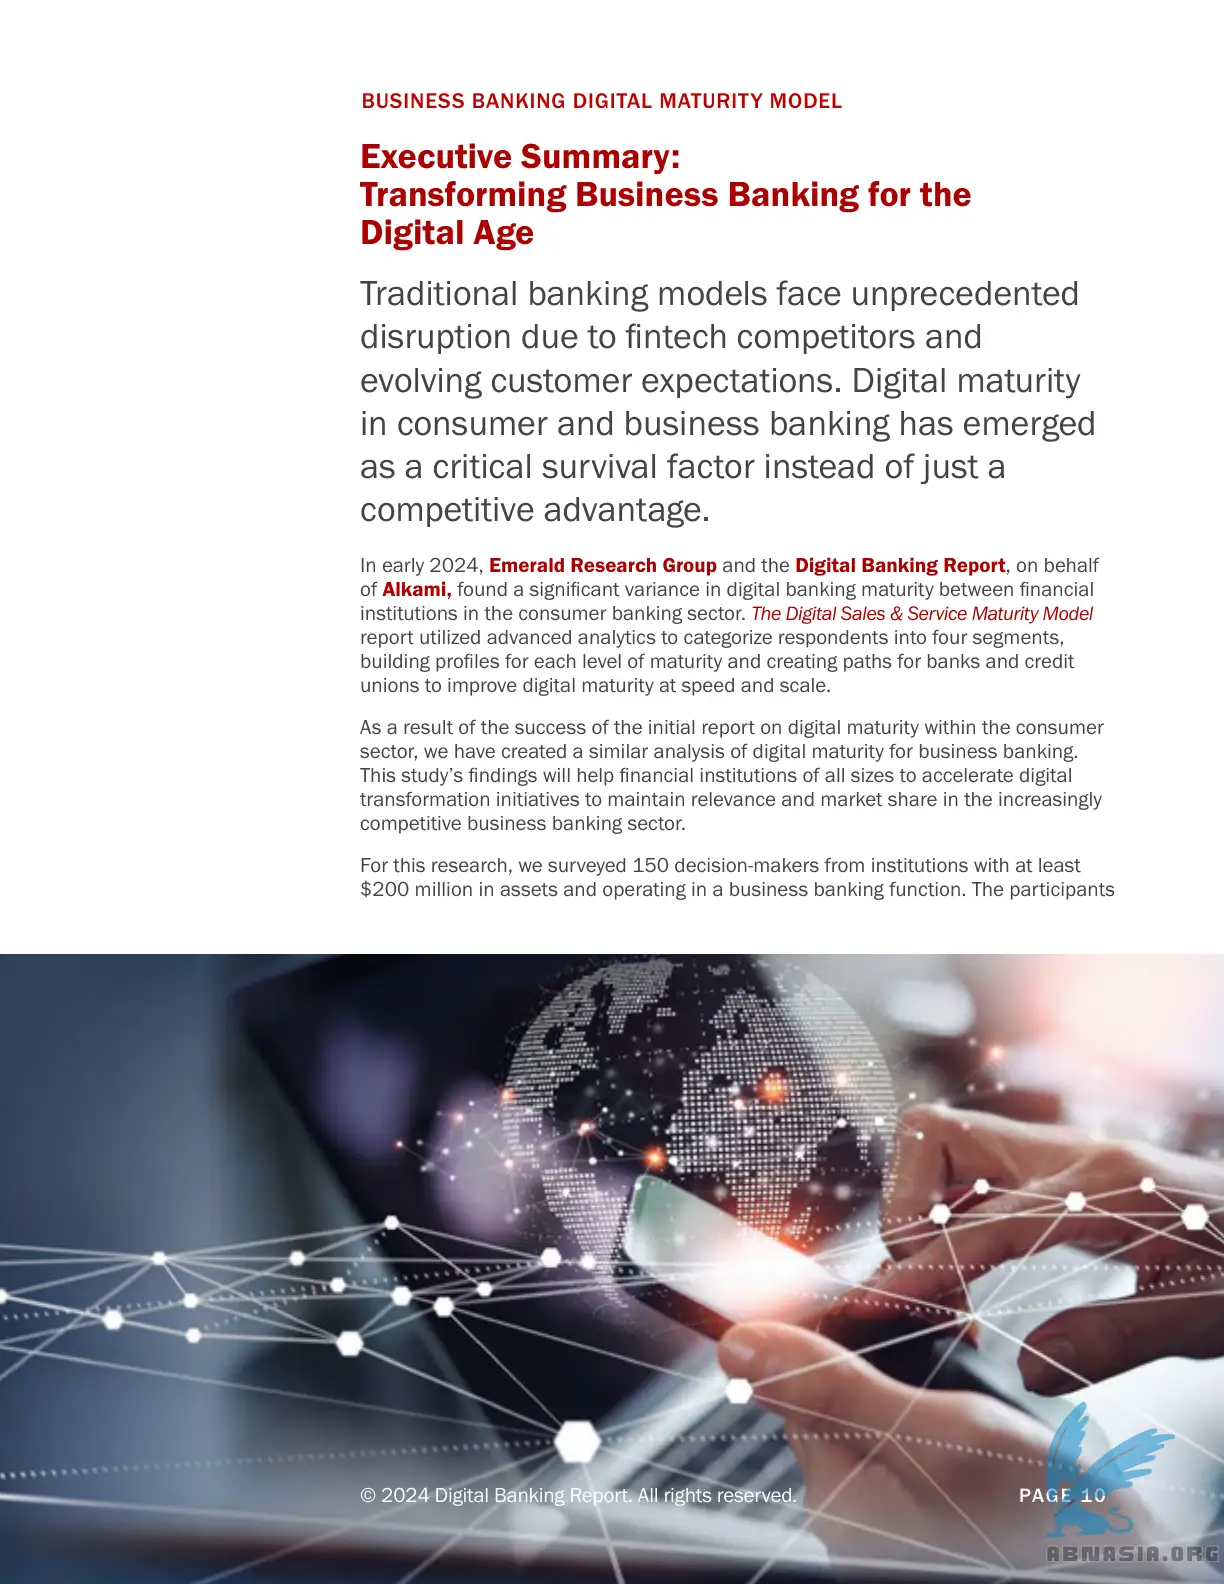 BUSINESS BANKING DIGITAL MATURITY MODEL
Executive Summary:
Transforming Business Banking for the
Digital Age
Traditional banking models face unprecedented
disruption due to fintech competitors and
evolving customer expectations. Digital maturity
in consumer and business banking has emerged
as a critical survival factor instead of just a
competitive advantage.
In early 2024, Emerald Research Group and the Digital Banking Report, on behalf
of Alkami, found a significant variance in digital banking maturity between financial
institutions in the consumer banking sector. The Digital Sales & Service Maturity Model
report utilized advanced analytics to categorize respondents into four segments,
building profiles for each level of maturity and creating paths for banks and credit
unions to improve digital maturity at speed and scale.
As a result of the success of the initial report on digital maturity within the consumer
sector, we have created a similar analysis of digital maturity for business banking.
This study’s findings will help financial institutions of all sizes to accelerate digital
transformation initiatives to maintain relevance and market share in the increasingly
competitive business banking sector.
For this research, we surveyed 150 decision-makers from institutions with at least
$200 million in assets and operating in a business banking function. The participants
© 2024 Digital Banking Report. All rights reserved.
PAGE 10
ABNASIA.ORG